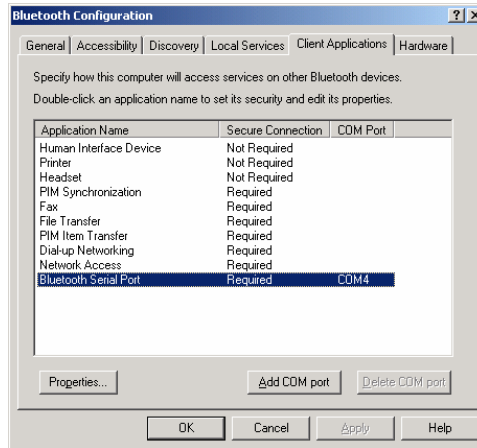 Bluetooth Configuration
General Accessibility Discovery Local Services Client Applications Hardware
Specify how this computer will access services on other Bluetooth devices.
Double-click an application name to set its security and edit its properties.
Application Name Secure Connection COM Port
Human Interface Device Not Required
Printer Not Required
Headset Not Required
PIM Synchronization Required
Fax Required
File Transfer Required
PIM Item Transfer Required
Dial-up Networking Required
Network Access Required
Bluetooth Serial Port Required COM4
Properties... Add COM port Delete COM port
OK Cancel Apply Help